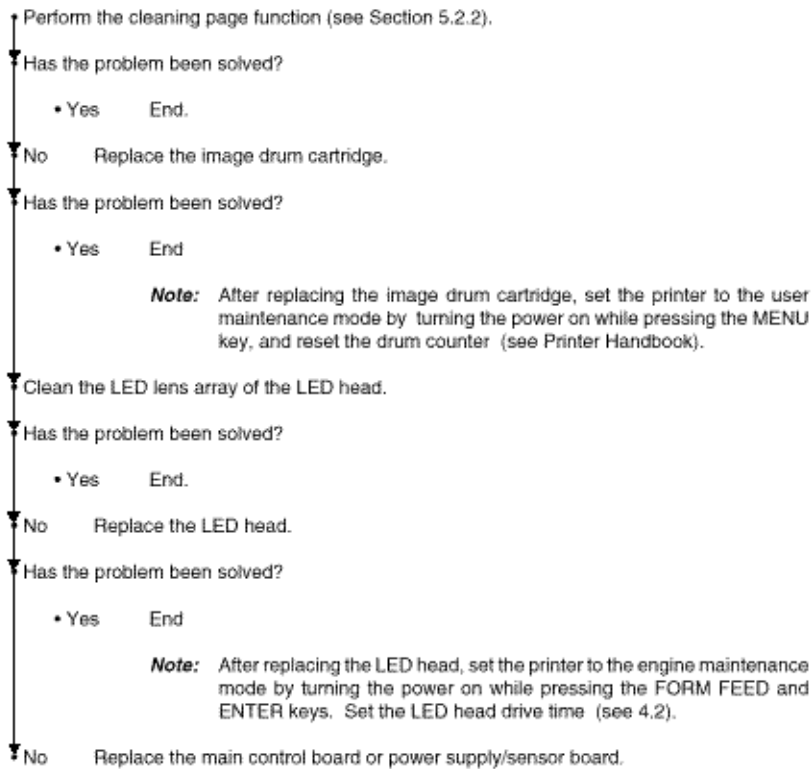 • Perform the cleaning page function (see Section 5.2.2).
Has the problem been solved?
• Yes End.
No Replace the image drum cartridge.
Has the problem been solved?
• Yes End
Note: After replacing the image drum cartridge, set the printer to the user
maintenance mode by turning the power on while pressing the MENU
key, and reset the drum counter (see Printer Handbook).
Clean the LED lens array of the LED head.
Has the problem been solved?
• Yes End.
No Replace the LED head.
Has the problem been solved?
• Yes End
Note: After replacing the LED head, set the printer to the engine maintenance
mode by turning the power on while pressing the FORM FEED and
ENTER keys. Set the LED head drive time (see 4.2).
No Replace the main control board or power supply/sensor board.